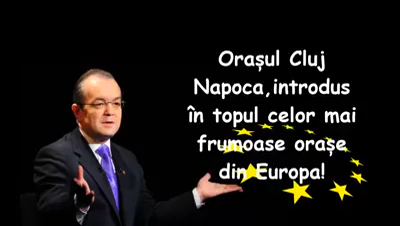 Orașul Cluj
Napoca,introdus
în topul celor mai
frumoase orașe
din Europa!